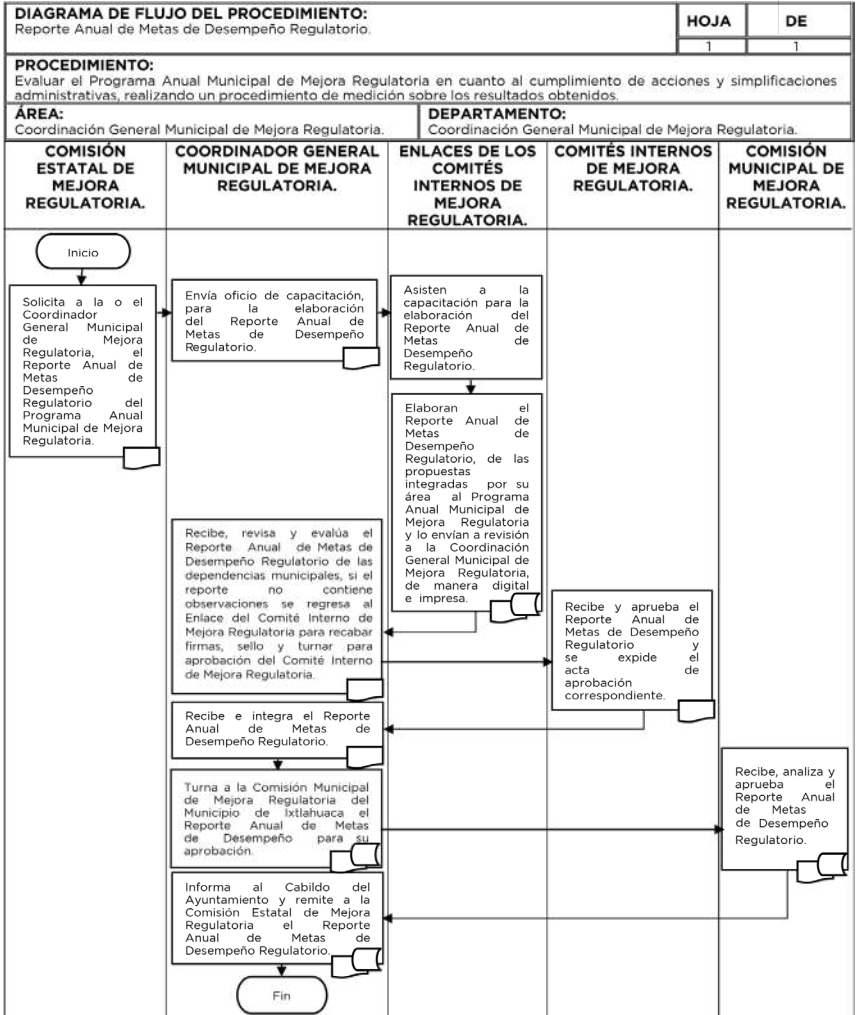 DIAGRAMA DE FLUJO DEL PROCEDIMIENTO:
Reporte Anual de Metas de Desempeño Regulatorio.
HOJA
DE
1
1
PROCEDIMIENTO:
Evaluar el Programa Anual Municipal de Mejora Regulatoria en cuanto al cumplimiento de acciones y simplificaciones
administrativas, realizando un procedimiento de medición sobre los resultados obtenidos.
ÁREA:
Coordinación General Municipal de Mejora Regulatoria.
DEPARTAMENTO:
Coordinación General Municipal de Mejora Regulatoria.
COMISIÓN
ESTATAL DE
MEJORA
REGULATORIA.
COORDINADOR GENERAL
MUNICIPAL DE MEJORA
REGULATORIA.
ENLACES DE LOS
COMITÉS
INTERNOS DE
MEJORA
REGULATORIA.
COMITÉS INTERNOS
DE MEJORA
REGULATORIA.
COMISIÓN
MUNICIPAL DE
MEJORA
REGULATORIA.
Inicio
Solicita a la o el
Coordinador
General Municipal
de Mejora
Regulatoria, el
Reporte Anual de
Metas de
Desempeño
Regulatorio del
Programa Anual
Municipal de Mejora
Regulatoria.
Envía oficio de capacitación,
para la elaboración
del Reporte Anual de
Metas de Desempeño
Regulatorio.
Asisten a la
capacitación para la
elaboración del
Reporte Anual de
Metas de
Desempeño
Regulatorio.
Elaboran el
Reporte Anual de
Metas de
Desempeño
Regulatorio, de las
propuestas
integradas por su
área al Programa
Anual Municipal de
Mejora Regulatoria
y lo envían a revisión
a la Coordinación
General Municipal de
Mejora Regulatoria,
de manera digital
e impresa.
Recibe, revisa y evalúa el
Reporte Anual de Metas de
Desempeño Regulatorio de las
dependencias municipales, si el
reporte no contiene
observaciones se regresa al
Enlace del Comité Interno de
Mejora Regulatoria para recabar
firmas, sello y turnar para
aprobación del Comité Interno
de Mejora Regulatoria.
Recibe y aprueba el
Reporte Anual de
Metas de Desempeño
Regulatorio y
se expide el
acta de
aprobación
correspondiente.
Recibe e integra el Reporte
Anual de Metas de
Desempeño Regulatorio.
Turna a la Comisión Municipal
de Mejora Regulatoria del
Municipio de Ixtlahuaca el
Reporte Anual de Metas
de Desempeño para su
aprobación.
Recibe, analiza y
aprueba el
Reporte Anual
de Metas
de Desempeño
Regulatorio.
Informa al Cabildo del
Ayuntamiento y remite a la
Comisión Estatal de Mejora
Regulatoria el Reporte
Anual de Metas de
Desempeño Regulatorio.
Fin